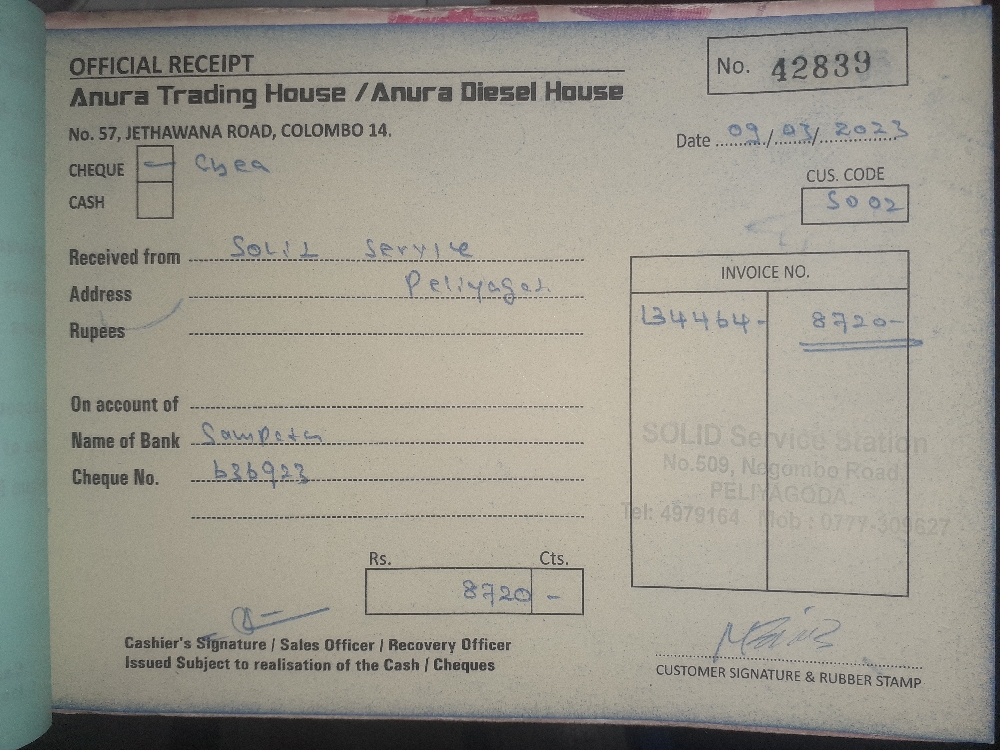 OFFICIAL RECEIPT
No. 42839
Anura Trading House / Anura Diesel House
No. 57, JETHAWANA ROAD, COLOMBO 14.
Date 09/03/2023
CHEQUE
CASH
CUS. CODE
S002
Received from Solid Service
Address
Rupees
INVOICE NO.
134464- 8720-
On account of
Name of Bank Sampath
Cheque No. 636923
SOLID Service Station
No.509, Negombo Road,
PELIYAGODA.
Tel: 4979164 Mob : 0777-309627
Rs. Cts.
8720 -
Cashier's Signature / Sales Officer / Recovery Officer
Issued Subject to realisation of the Cash / Cheques
CUSTOMER SIGNATURE & RUBBER STAMP